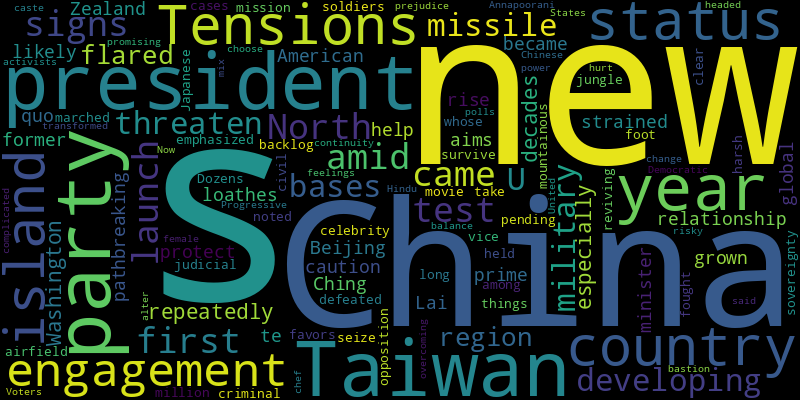 caste Zealand cases mission soldiers prejudice Annapoorani States headed
signs Tensions missile status
promising likely flared American became choose Chinese power clear
activists president new
Japanese mix whose rise hurt jungle
quo marched threaten North help decades strained
former transformed emphasized backlog continuity polls aims foot
amid survive mountainous change Democratic harsh
Now civil feelings movie take came U year global
island party launch Dozens loathes Hindu United reviving
complicated pathbreaking Progressive bases test pending military especially relationship
Washington female noted celebrity balance
S China
protect Beijing vice held grown risky sovereignty
judicial caution prime among minister fought said
alter Ching long things
repeatedly defeated Lai
airfield first te favors seize opposition region country
engagement Taiwan developing bastion
Voters million criminal chef overcoming